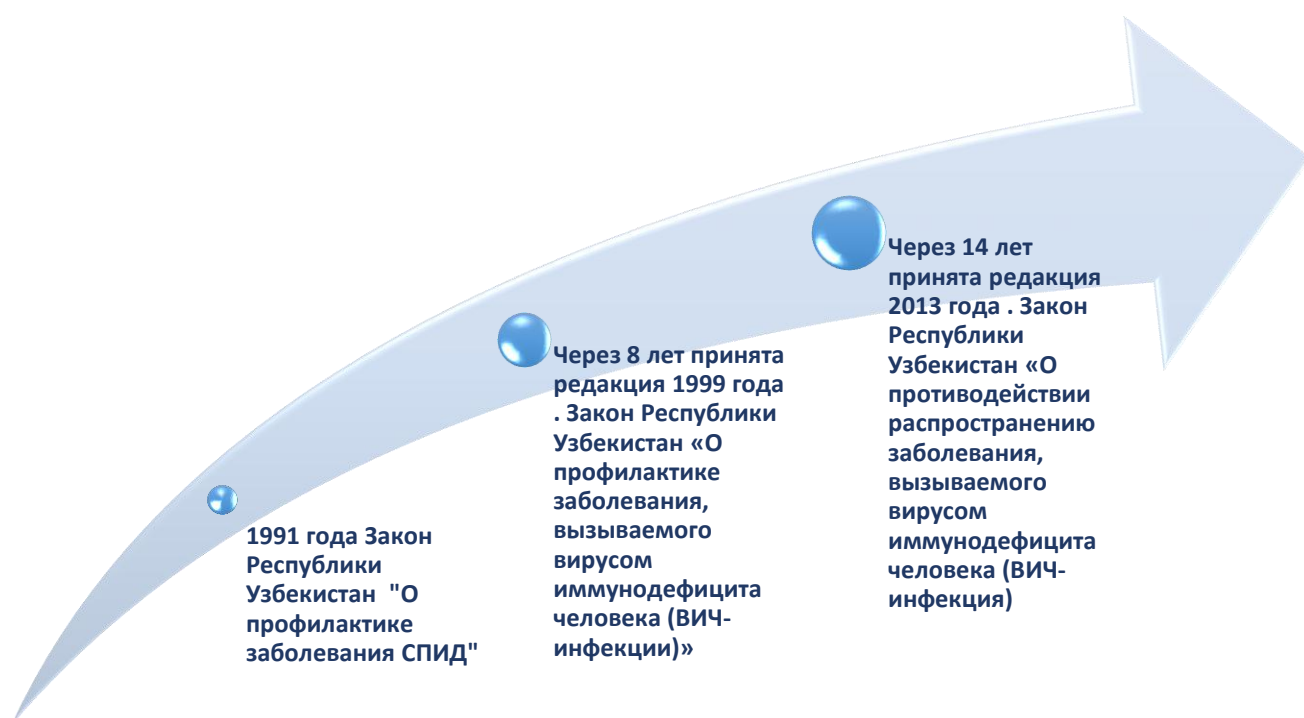 1991 года Закон
Республики
Узбекистан "О
профилактике
заболевания СПИД"
Через 8 лет принята
редакция 1999 года
. Закон Республики
Узбекистан «О
профилактике
заболевания,
вызываемого
вирусом
иммунодефицита
человека (ВИЧ-
инфекции)»
Через 14 лет
принята редакция
2013 года . Закон
Республики
Узбекистан «О
противодействии
распространению
заболевания,
вызываемого
вирусом
иммунодефицита
человека (ВИЧ-
инфекция)